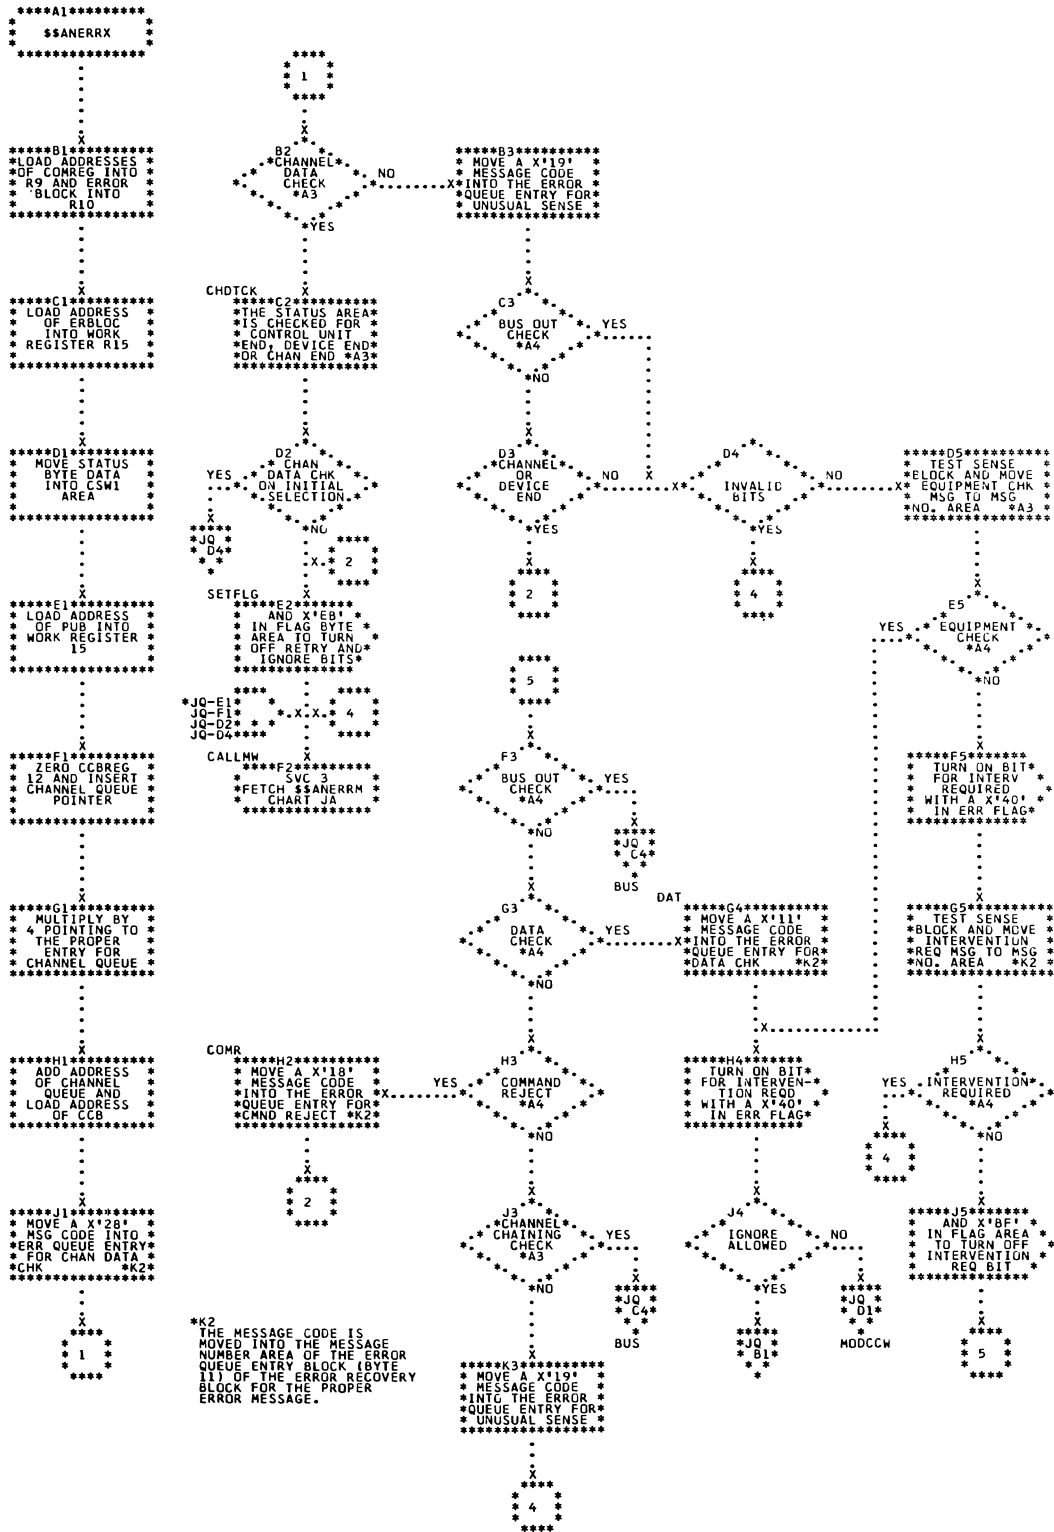 A1
$$ANERRX
1
B1
LOAD ADDRESSES
OF COMREG INTO
R9 AND ERROR
BLOCK INTO
R10
B2
CHANNEL
DATA
CHECK
*A3
NO
YES
B3
MOVE A X'19'
MESSAGE CODE
INTO THE ERROR
QUEUE ENTRY FOR
UNUSUAL SENSE
C1
LOAD ADDRESS
OF ERBLOC
INTO WORK
REGISTER R15
CHDTCK
C2
THE STATUS AREA
IS CHECKED FOR
CONTROL UNIT
END, DEVICE END
OR CHAN END *A3
C3
BUS OUT
CHECK
*A4
YES
NO
D1
MOVE STATUS
BYTE DATA
INTO CSW1
AREA
D2
CHAN
DATA CHK
ON INITIAL
SELECTION
YES
NO
JQ
D4
2
D3
CHANNEL
OR
DEVICE
END
NO
YES
2
D4
INVALID
BITS
NO
YES
4
D5
TEST SENSE
ELOCK AND MOVE
EQUIPMENT CHK
MSG TO MSG
NO. AREA *A3
E1
LOAD ADDRESS
OF PUB INTO
WORK REGISTER
15
SETFLG
E2
AND X'EB'
IN FLAG BYTE
AREA TO TURN
OFF RETRY AND
IGNORE BITS
E5
EQUIPMENT
CHECK
*A4
YES
NO
*JQ-E1
JQ-F1
JQ-D2
JQ-D4
4
5
F1
ZERO CCBREG
12 AND INSERT
CHANNEL QUEUE
POINTER
CALLMW
F2
SVC 3
FETCH $$ANERRM
CHART JA
F3
BUS OUT
CHECK
*A4
YES
NO
JQ
C4
BUS
F5
TURN ON BIT
FOR INTERV
REQUIRED
WITH A X'40'
IN ERR FLAG
G1
MULTIPLY BY
4 POINTING TO
THE PROPER
ENTRY FOR
CHANNEL QUEUE
G3
DATA
CHECK
*A4
YES
NO
DAT
G4
MOVE A X'11'
MESSAGE CODE
INTO THE ERROR
QUEUE ENTRY FOR
DATA CHK *K2
G5
TEST SENSE
BLOCK AND MOVE
INTERVENTION
REQ MSG TO MSG
NO. AREA *K2
H1
ADD ADDRESS
OF CHANNEL
QUEUE AND
LOAD ADDRESS
OF CCB
COMR
H2
MOVE A X'18'
MESSAGE CODE
INTO THE ERROR
QUEUE ENTRY FOR
CMND REJECT *K2
2
H3
COMMAND
REJECT
*A4
YES
NO
H4
TURN ON BIT
FOR INTERVEN-
TION REQD
WITH A X'40'
IN ERR FLAG
H5
INTERVENTION
REQUIRED
*A4
YES
NO
4
J1
MOVE A X'28'
MSG CODE INTO
ERR QUEUE ENTRY
FOR CHAN DATA
CHK *K2
1
J3
CHANNEL
CHAINING
CHECK
*A3
YES
NO
JQ
C4
BUS
J4
IGNORE
ALLOWED
NO
YES
JQ
B1
JQ
D1
MODCCW
J5
AND X'BF'
IN FLAG AREA
TO TURN OFF
INTERVENTION
REQ BIT
5
*K2
THE MESSAGE CODE IS
MOVED INTO THE MESSAGE
NUMBER AREA OF THE ERROR
QUEUE ENTRY BLOCK (BYTE
11) OF THE ERROR RECOVERY
BLOCK FOR THE PROPER
ERROR MESSAGE.
K3
MOVE A X'19'
MESSAGE CODE
INTO THE ERROR
QUEUE ENTRY FOR
UNUSUAL SENSE
4